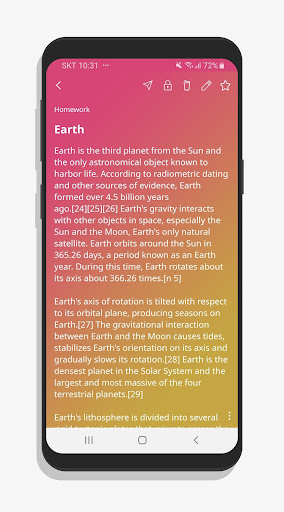 SKT 10:31 ···
72%
Homework
Earth
Earth is the third planet from the Sun and
the only astronomical object known to
harbor life. According to radiometric dating
and other sources of evidence, Earth
formed over 4.5 billion years
ago.[24][25][26] Earth's gravity interacts
with other objects in space, especially the
Sun and the Moon, Earth's only natural
satellite. Earth orbits around the Sun in
365.26 days, a period known as an Earth
year. During this time, Earth rotates about
its axis about 366.26 times.[n 5]
Earth's axis of rotation is tilted with respect
to its orbital plane, producing seasons on
Earth.[27] The gravitational interaction
between Earth and the Moon causes tides,
stabilizes Earth's orientation on its axis and
gradually slows its rotation.[28] Earth is the
densest planet in the Solar System and the
largest and most massive of the four
terrestrial planets.[29]
Earth's lithosphere is divided into several